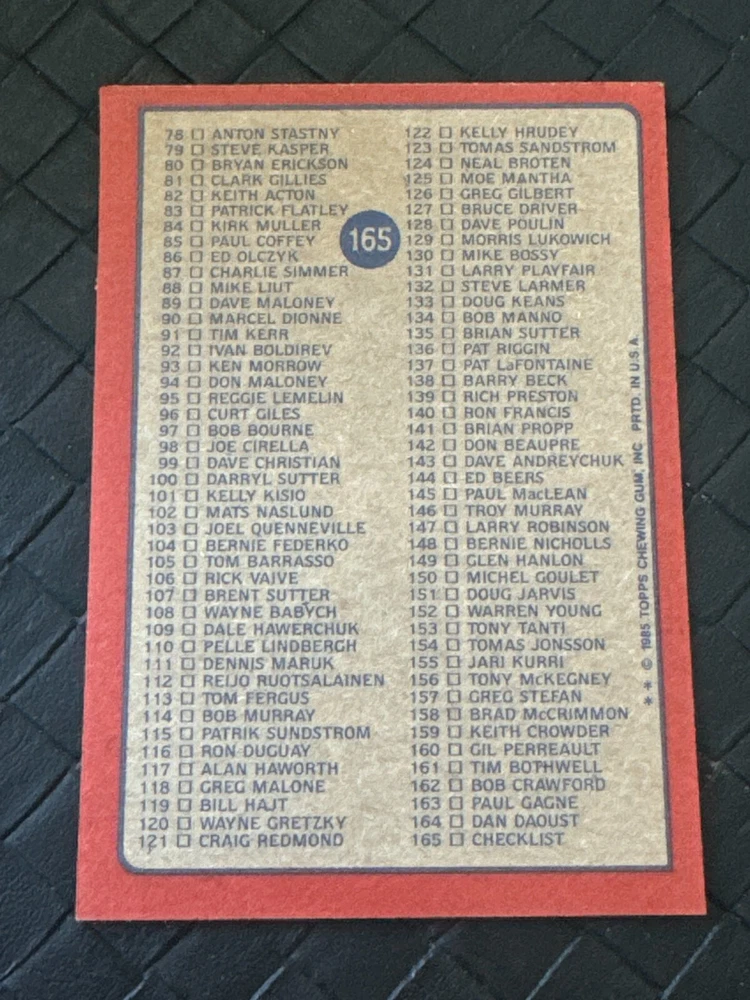 78 ☐ ANTON STASTNY
79 ☐ STEVE KASPER
80 ☐ BRYAN ERICKSON
81 ☐ CLARK GILLIES
82 ☐ KEITH ACTON
83 ☐ PATRICK FLATLEY
84 ☐ KIRK MULLER
85 ☐ PAUL COFFEY
86 ☐ ED OLCZYK
87 ☐ CHARLIE SIMMER
88 ☐ MIKE LIUT
89 ☐ DAVE MALONEY
90 ☐ MARCEL DIONNE
91 ☐ TIM KERR
92 ☐ IVAN BOLDIREV
93 ☐ KEN MORROW
94 ☐ DON MALONEY
95 ☐ REGGIE LEMELIN
96 ☐ CURT GILES
97 ☐ BOB BOURNE
98 ☐ JOE CIRELLA
99 ☐ DAVE CHRISTIAN
100 ☐ DARRYL SUTTER
101 ☐ KELLY KISIO
102 ☐ MATS NASLUND
103 ☐ JOEL QUENNEVILLE
104 ☐ BERNIE FEDERKO
105 ☐ TOM BARRASSO
106 ☐ RICK VAIVE
107 ☐ BRENT SUTTER
108 ☐ WAYNE BABYCH
109 ☐ DALE HAWERCHUK
110 ☐ PELLE LINDBERGH
111 ☐ DENNIS MARUK
112 ☐ REIJO RUOTSALAINEN
113 ☐ TOM FERGUS
114 ☐ BOB MURRAY
115 ☐ PATRIK SUNDSTROM
116 ☐ RON DUGUAY
117 ☐ ALAN HAWORTH
118 ☐ GREG MALONE
119 ☐ BILL HAJT
120 ☐ WAYNE GRETZKY
121 ☐ CRAIG REDMOND
165
122 ☐ KELLY HRUDEY
123 ☐ TOMAS SANDSTROM
124 ☐ NEAL BROTEN
125 ☐ MOE MANTHA
126 ☐ GREG GILBERT
127 ☐ BRUCE DRIVER
128 ☐ DAVE POULIN
129 ☐ MORRIS LUKOWICH
130 ☐ MIKE BOSSY
131 ☐ LARRY PLAYFAIR
132 ☐ STEVE LARMER
133 ☐ DOUG KEANS
134 ☐ BOB MANNO
135 ☐ BRIAN SUTTER
136 ☐ PAT RIGGIN
137 ☐ PAT LaFONTAINE
138 ☐ BARRY BECK
139 ☐ RICH PRESTON
140 ☐ RON FRANCIS
141 ☐ BRIAN PROPP
142 ☐ DON BEAUPRE
143 ☐ DAVE ANDREYCHUK
144 ☐ ED BEERS
145 ☐ PAUL MacLEAN
146 ☐ TROY MURRAY
147 ☐ LARRY ROBINSON
148 ☐ BERNIE NICHOLLS
149 ☐ GLEN HANLON
150 ☐ MICHEL GOULET
151 ☐ DOUG JARVIS
152 ☐ WARREN YOUNG
153 ☐ TONY TANTI
154 ☐ TOMAS JONSSON
155 ☐ JARI KURRI
156 ☐ TONY McKEGNEY
157 ☐ GREG STEFAN
158 ☐ BRAD McCRIMMON
159 ☐ KEITH CROWDER
160 ☐ GIL PERREAULT
161 ☐ TIM BOTHWELL
162 ☐ BOB CRAWFORD
163 ☐ PAUL GAGNE
164 ☐ DAN DAOUST
165 ☐ CHECKLIST
** © 1985 TOPPS CHEWING GUM, INC PRTD. IN U.S.A.